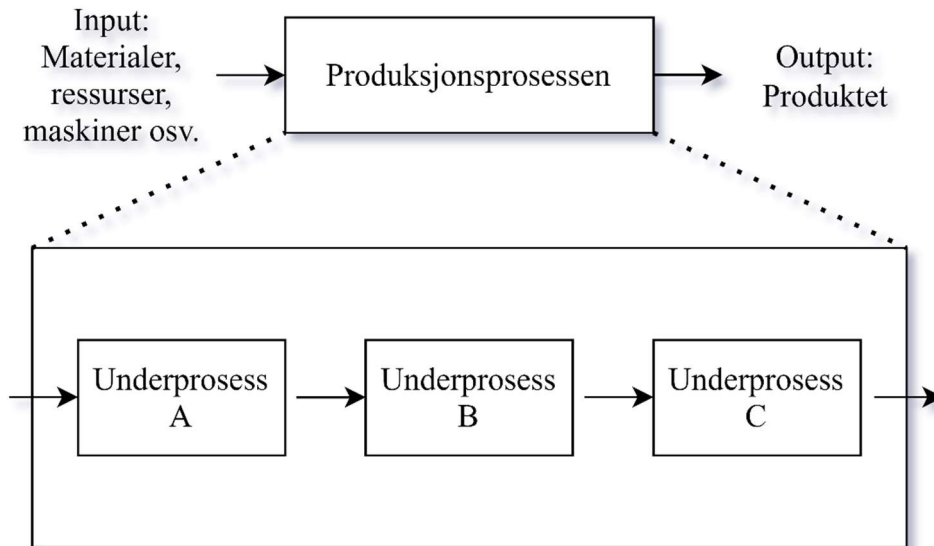 Input:
Materialer,
ressurser,
maskiner osv.
Produksjonsprosessen
Output:
Produktet
Underprosess
A
Underprosess
B
Underprosess
C